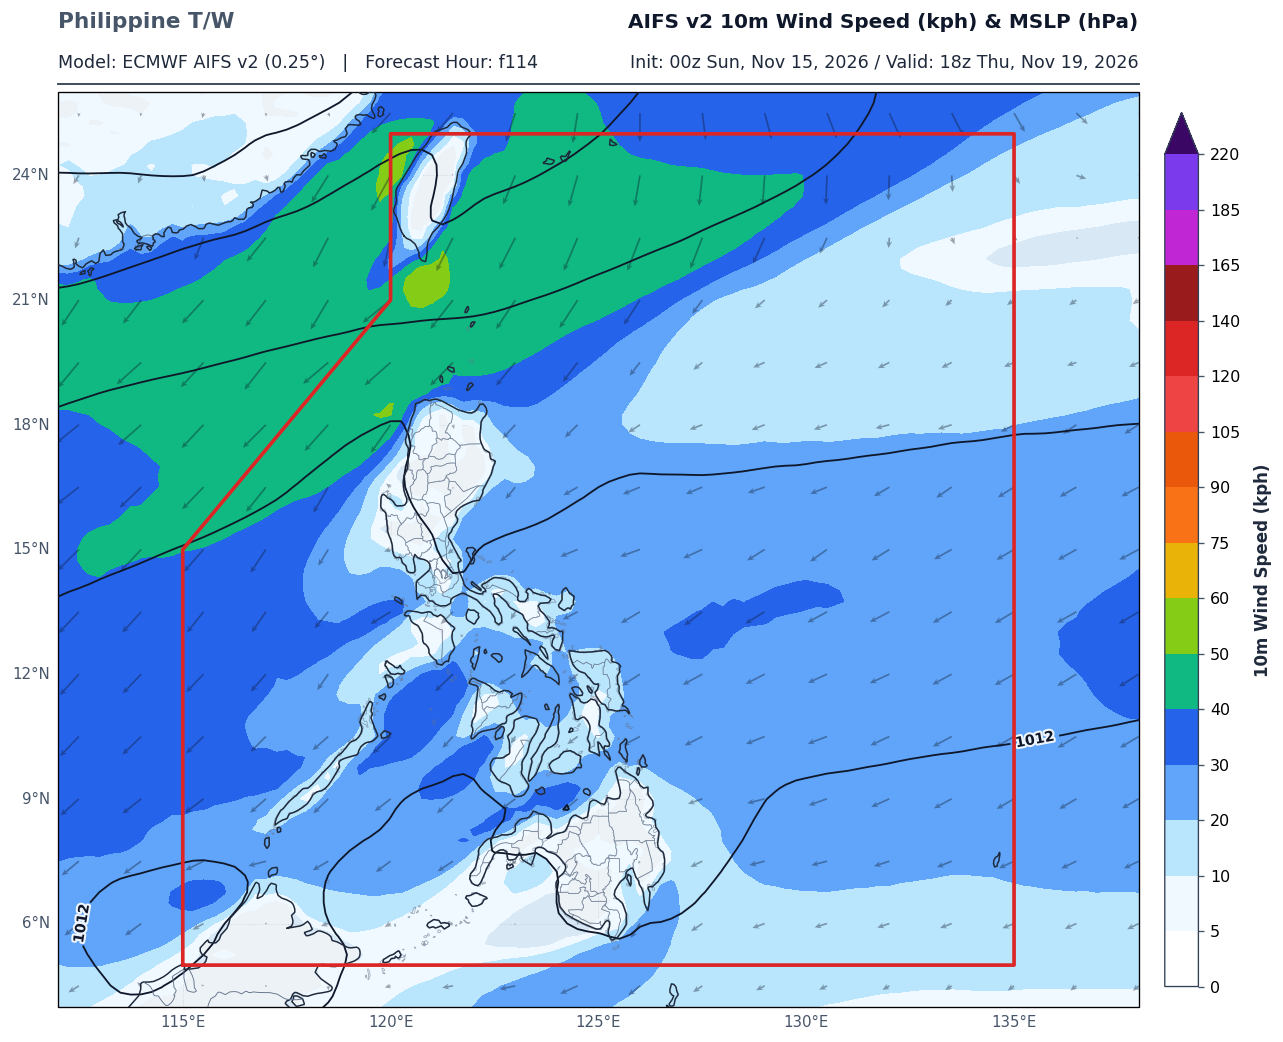 Philippine T/W
AIFS v2 10m Wind Speed (kph) & MSLP (hPa)
Model: ECMWF AIFS v2 (0.25°) | Forecast Hour: f114
Init: 00z Sun, Nov 15, 2026 / Valid: 18z Thu, Nov 19, 2026
24°N
21°N
18°N
15°N
12°N
9°N
6°N
115°E
120°E
125°E
130°E
135°E
1012
1012
220
185
165
140
120
105
90
75
60
50
40
30
20
10
5
0
10m Wind Speed (kph)